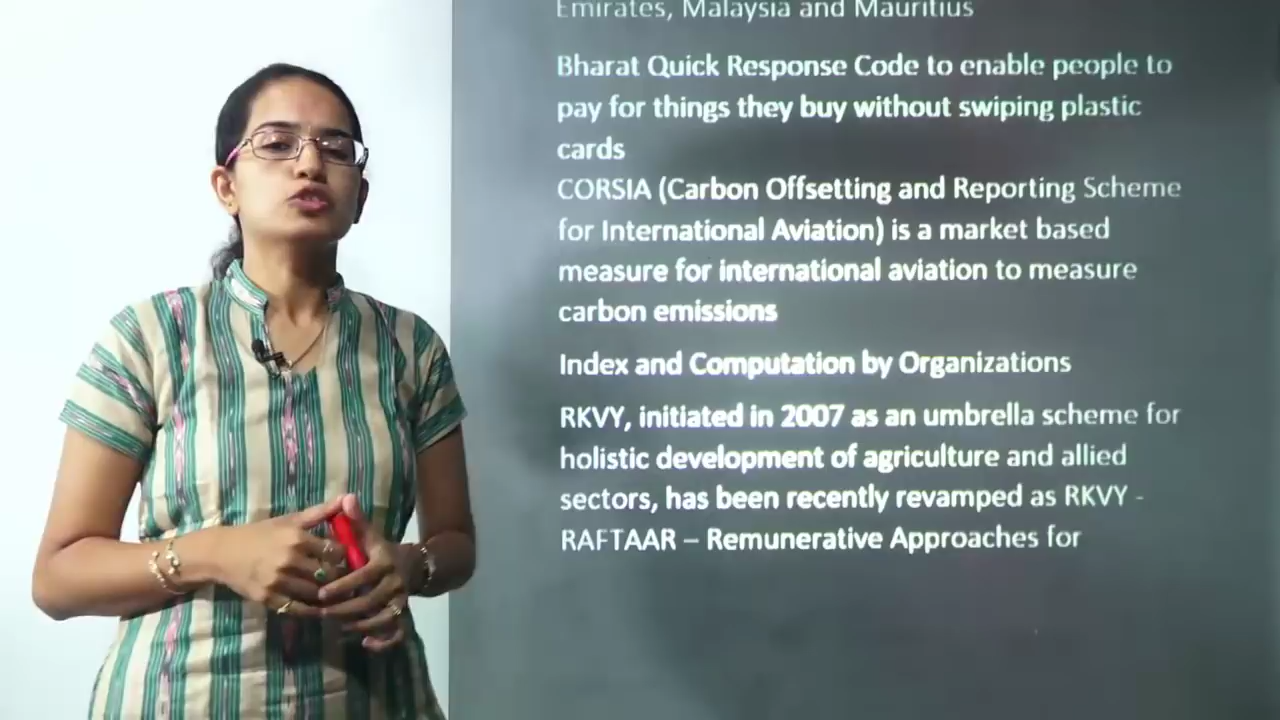 Emirates, Malaysia and Mauritius
Bharat Quick Response Code to enable people to
pay for things they buy without swiping plastic
cards
CORSIA (Carbon Offsetting and Reporting Scheme
for International Aviation) is a market based
measure for international aviation to measure
carbon emissions
Index and Computation by Organizations
RKVY, initiated in 2007 as an umbrella scheme for
holistic development of agriculture and allied
sectors, has been recently revamped as RKVY -
RAFTAAR – Remunerative Approaches for